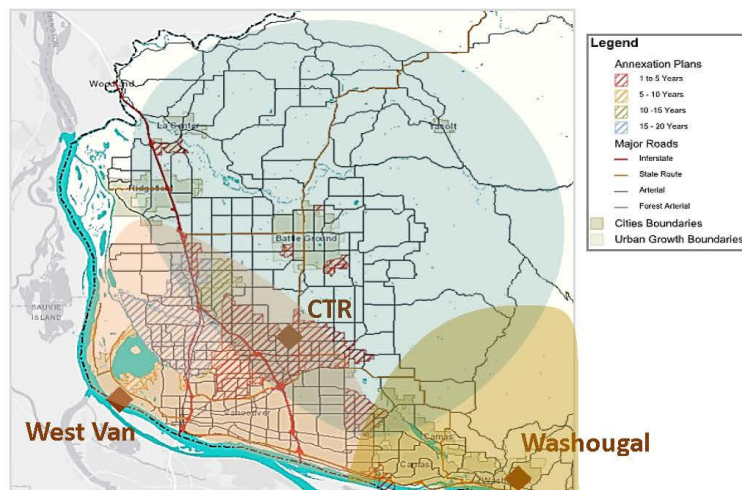 Woodland
La Center
Yacolt
Ridgefield
Battle Ground
SAUVIE
ISLAND
CTR
West Van
Vancouver
Camas
Camas
Washougal
Legend
Annexation Plans
1 to 5 Years
5 - 10 Years
10 -15 Years
15 - 20 Years
Major Roads
Interstate
State Route
Arterial
Forest Arterial
Cities Boundaries
Urban Growth Boundaries